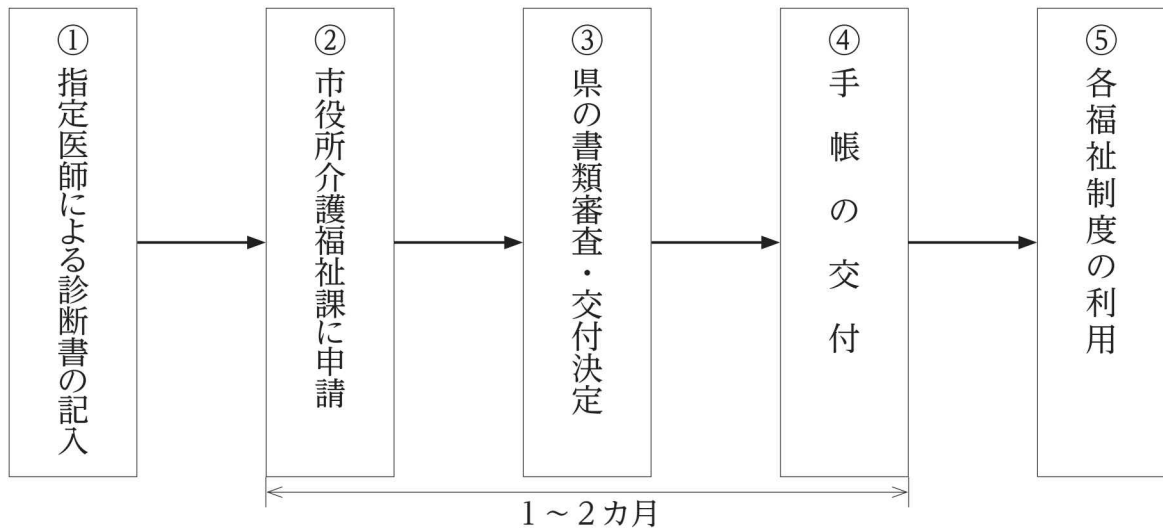 ①指定医師による診断書の記入
②市役所介護福祉課に申請
③県の書類審査・交付決定
④手帳の交付
⑤各福祉制度の利用
1～2カ月